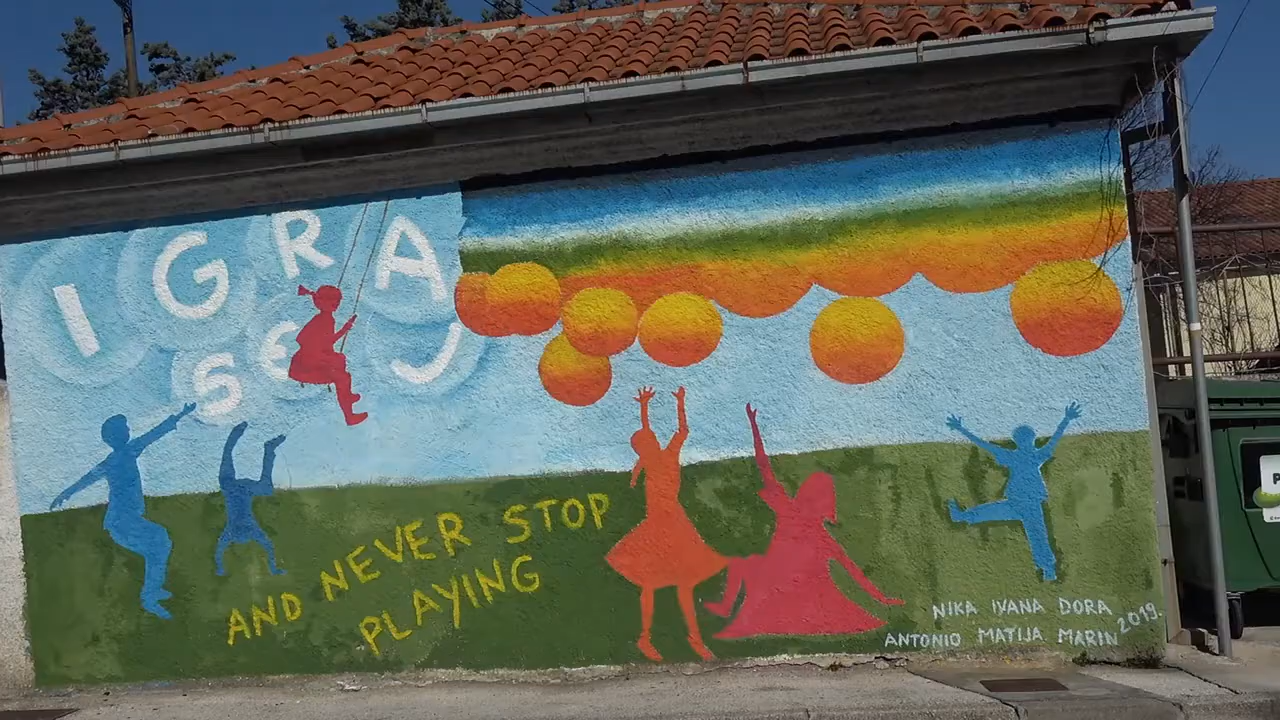 IGRA
SE J
AND NEVER STOP
PLAYING
NIKA IVANA DORA
ANTONIO MATIJA MARIN 2019.